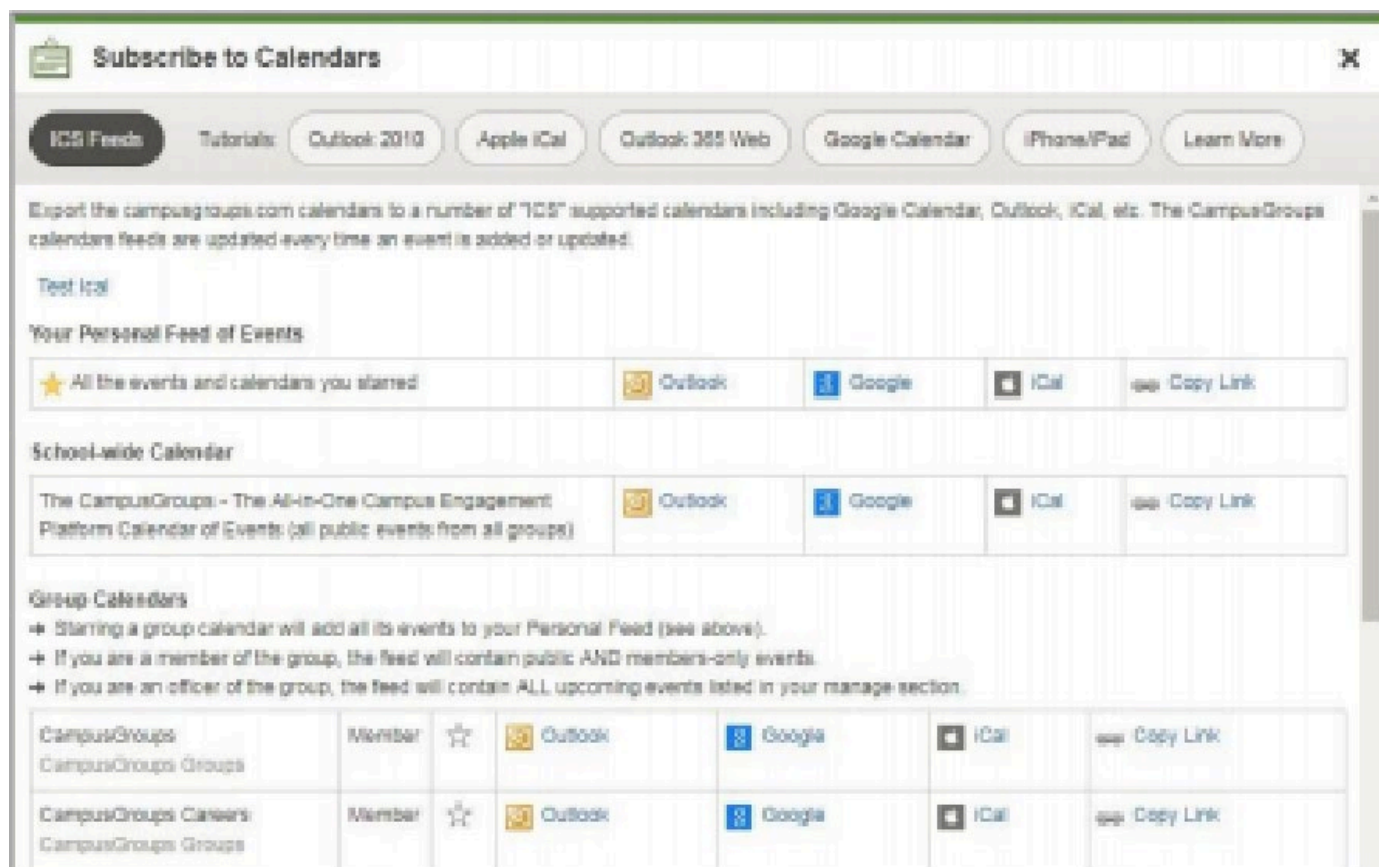 Subscribe to Calendars
ICS Feeds Tutorials: Outlook 2010 Apple iCal Outlook 365 Web Google Calendar iPhone/iPad Learn More
Export the campusgroups.com calendars to a number of "ICS" supported calendars including Google Calendar, Outlook, iCal, etc. The CampusGroups
calendars feeds are updated every time an event is added or updated.
Test Ical
Your Personal Feed of Events
All the events and calendars you starred Outlook Google iCal Copy Link
School-wide Calendar
The CampusGroups - The All-in-One Campus Engagement Outlook Google iCal Copy Link
Platform Calendar of Events (all public events from all groups)
Group Calendars
→ Starring a group calendar will add all its events to your Personal Feed (see above).
→ If you are a member of the group, the feed will contain public AND members-only events.
→ If you are an officer of the group, the feed will contain ALL upcoming events listed in your manage section.
CampusGroups Member Outlook Google iCal Copy Link
CampusGroups Groups
CampusGroups Careers Member Outlook Google iCal Copy Link
CampusGroups Groups